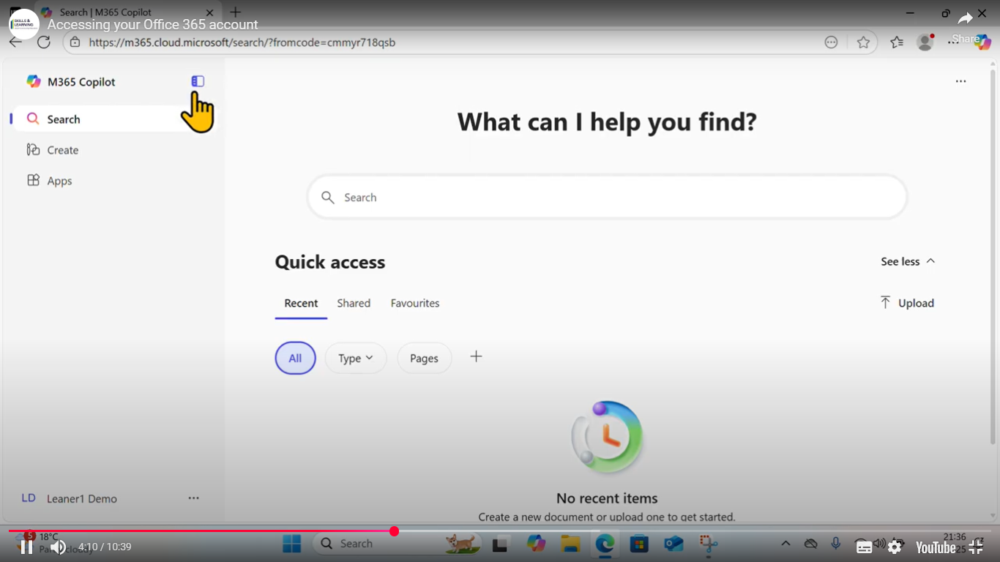 Search | M365 Copilot
SKILLS & LEARNING
Accessing your Office 365 account
https://m365.cloud.microsoft/search/?fromcode=cmmyr718qsb
Share
M365 Copilot
Search
Create
Apps
What can I help you find?
Search
Quick access
See less
Recent
Shared
Favourites
Upload
All
Type
Pages
No recent items
Create a new document or upload one to get started.
LD Leaner1 Demo
5
18°C
4:10 / 10:39
Search
21:36
YouTube